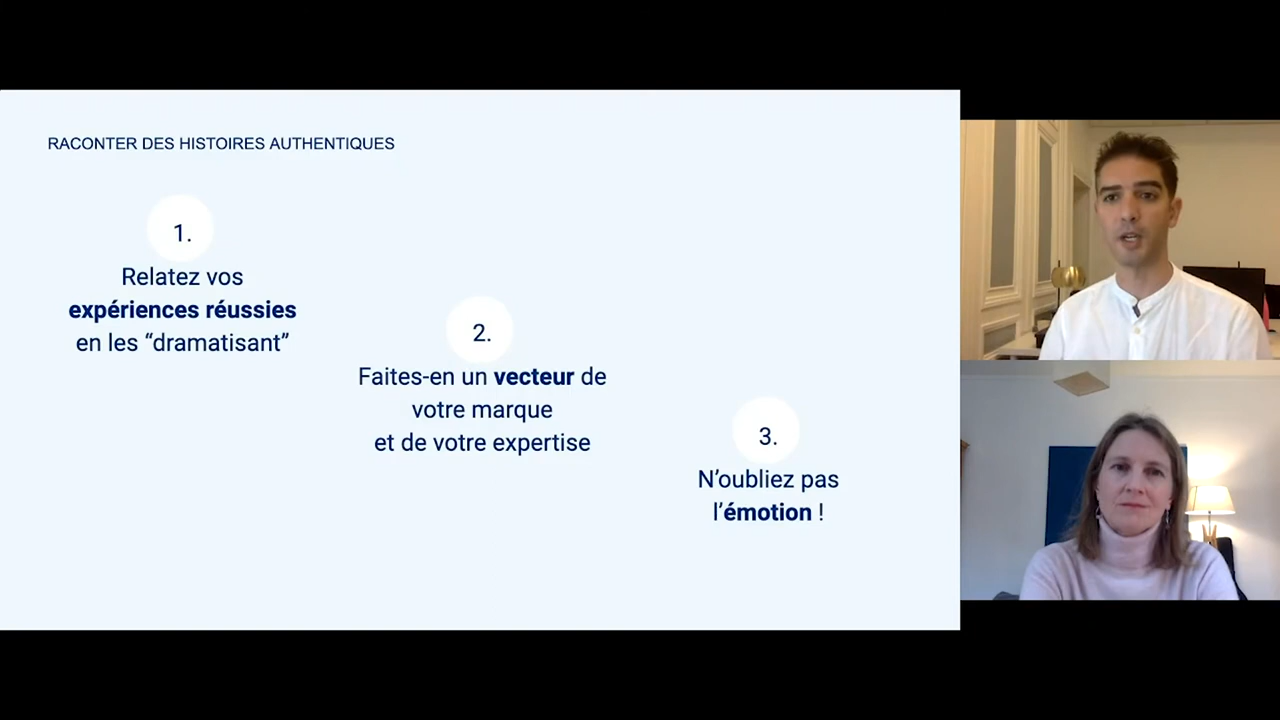 RACONTER DES HISTOIRES AUTHENTIQUES
1.
Relatez vos
expériences réussies
en les “dramatisant”
2.
Faites-en un vecteur de
votre marque
et de votre expertise
3.
N’oubliez pas
l’émotion !